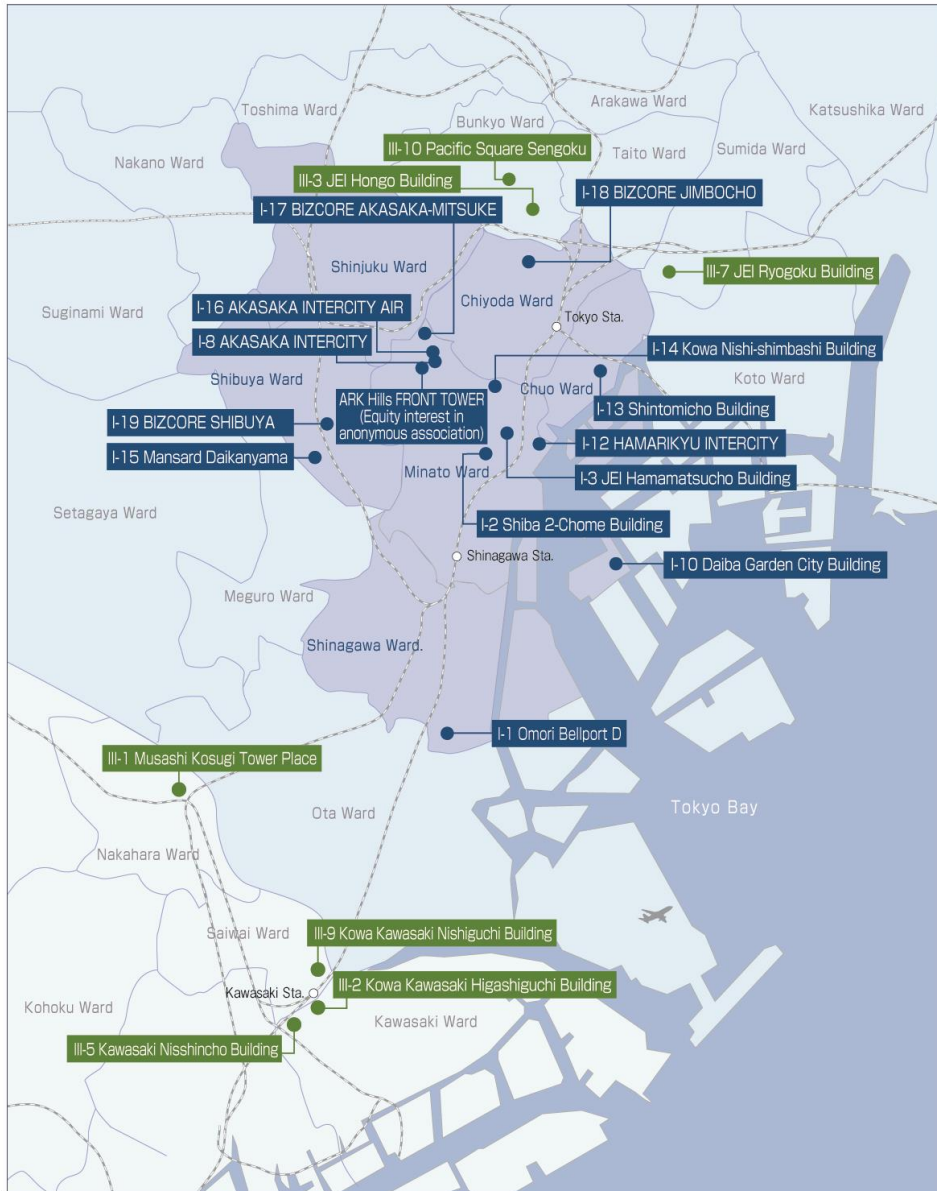 Toshima Ward
Arakawa Ward
Katsushika Ward
Bunkyo Ward
Nakano Ward
III-10 Pacific Square Sengoku
Taito Ward
Sumida Ward
III-3 JEI Hongo Building
I-18 BIZCORE JIMBOCHO
I-17 BIZCORE AKASAKA-MITSUKE
Shinjuku Ward
III-7 JEI Ryogoku Building
Chiyoda Ward
Suginami Ward
I-16 AKASAKA INTERCITY AIR
Tokyo Sta.
I-8 AKASAKA INTERCITY
I-14 Kowa Nishi-shimbashi Building
Shibuya Ward
Chuo Ward
Koto Ward
ARK Hills FRONT TOWER
(Equity interest in
anonymous association)
I-13 Shintomicho Building
I-19 BIZCORE SHIBUYA
I-12 HAMARIKYU INTERCITY
I-15 Mansard Daikanyama
Minato Ward
I-3 JEI Hamamatsucho Building
Setagaya Ward
I-2 Shiba 2-Chome Building
Shinagawa Sta.
I-10 Daiba Garden City Building
Meguro Ward
Shinagawa Ward.
I-1 Omori Bellport D
III-1 Musashi Kosugi Tower Place
Ota Ward
Tokyo Bay
Nakahara Ward
Saiwai Ward
III-9 Kowa Kawasaki Nishiguchi Building
Kawasaki Sta.
III-2 Kowa Kawasaki Higashiguchi Building
Kohoku Ward
Kawasaki Ward
III-5 Kawasaki Nisshincho Building